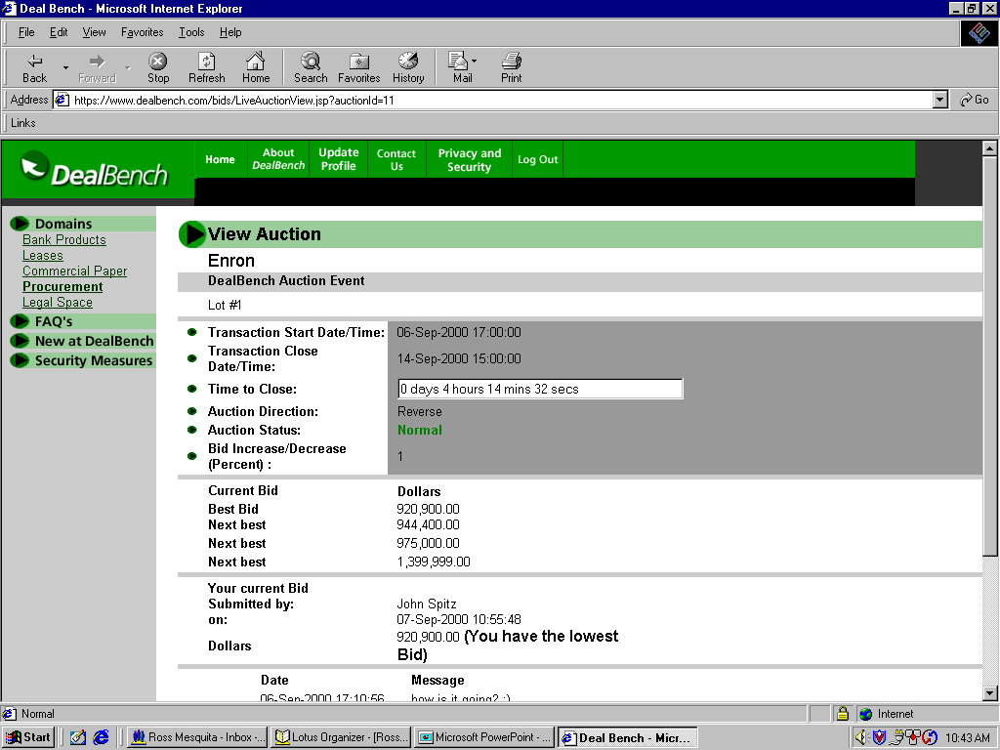 Deal Bench - Microsoft Internet Explorer
File Edit View Favorites Tools Help
Back Forward Stop Refresh Home Search Favorites History Mail Print
Address https://www.dealbench.com/bids/LiveAuctionView.jsp?auctionId=11 Go
Links
DealBench
Home About DealBench Update Profile Contact Us Privacy and Security Log Out
Domains
Bank Products
Leases
Commercial Paper
Procurement
Legal Space
FAQ's
New at DealBench
Security Measures
View Auction
Enron
DealBench Auction Event
Lot #1
Transaction Start Date/Time: 06-Sep-2000 17:00:00
Transaction Close
Date/Time: 14-Sep-2000 15:00:00
Time to Close: 0 days 4 hours 14 mins 32 secs
Auction Direction: Reverse
Auction Status: Normal
Bid Increase/Decrease
(Percent) : 1
Current Bid Dollars
Best Bid 920,900.00
Next best 944,400.00
Next best 975,000.00
Next best 1,399,999.00
Your current Bid
Submitted by: John Spitz
on: 07-Sep-2000 10:55:48
Dollars 920,900.00 (You have the lowest
Bid)
Date Message
06-Sep-2000 17:10:56 how is it going? :)
Normal Internet
Start Ross Mesquita - Inbox -... Lotus Organizer - [Ross... Microsoft PowerPoint - ... Deal Bench - Micr... 10:43 AM